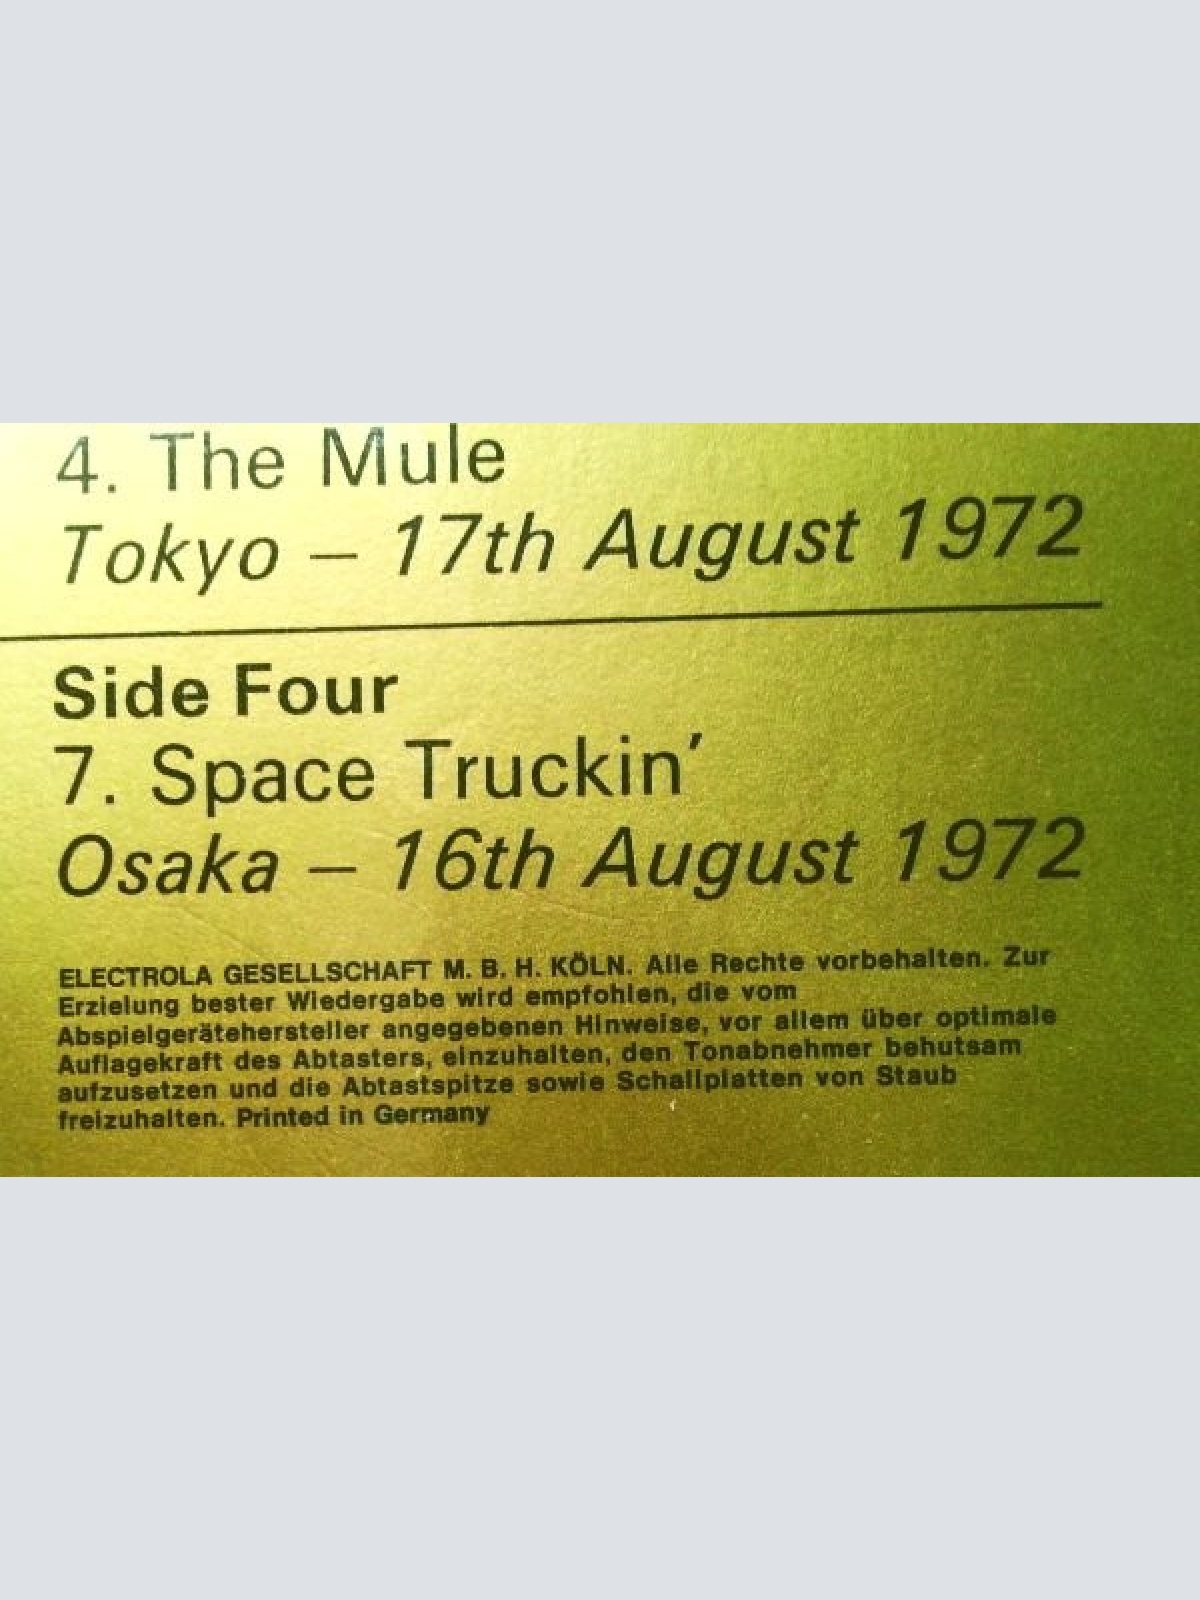 4. The Mule
Tokyo – 17th August 1972
Side Four
7. Space Truckin′
Osaka – 16th August 1972
ELECTROLA GESELLSCHAFT M. B. H. KÖLN. Alle Rechte vorbehalten. Zur
Erzielung bester Wiedergabe wird empfohlen, die vom
Abspielgerätehersteller angegebenen Hinweise, vor allem über optimale
Auflagekraft des Abtasters, einzuhalten, den Tonabnehmer behutsam
aufzusetzen und die Abtastspitze sowie Schallplatten von Staub
freizuhalten. Printed in Germany